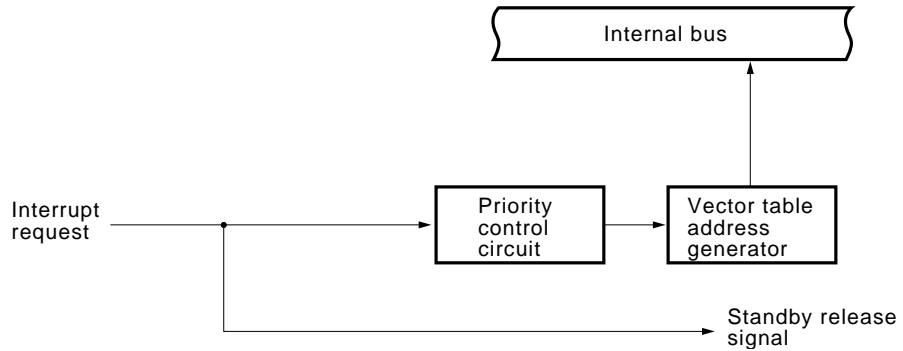 Internal bus
Interrupt
request
Priority
control
circuit
Vector table
address
generator
Standby release
signal